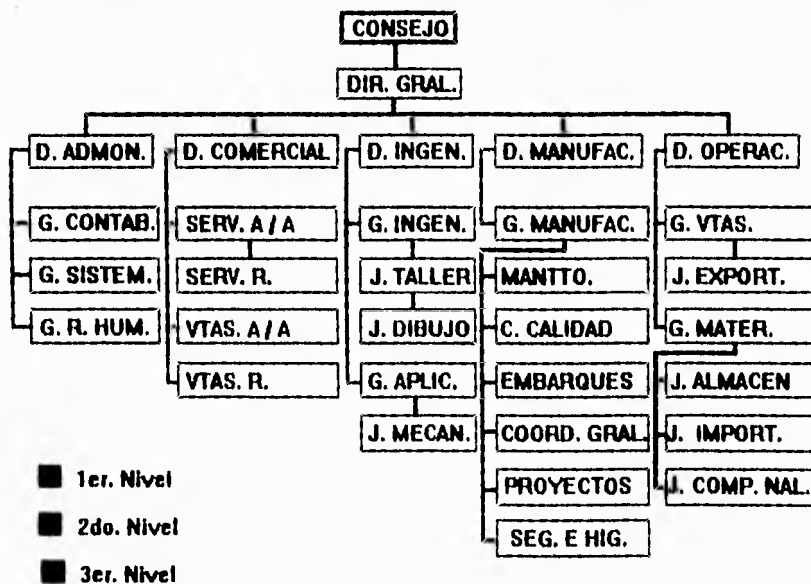 CONSEJO
DIR. GRAL.
D. ADMON.
D. COMERCIAL
D. INGEN.
D. MANUFAC.
D. OPERAC.
G. CONTAB.
SERV. A / A
G. INGEN.
G. MANUFAC.
G. VTAS.
G. SISTEM.
SERV. R.
J. TALLER
MANTTO.
J. EXPORT.
G. R. HUM.
VTAS. A / A
J. DIBUJO
C. CALIDAD
G. MATER.
VTAS. R.
G. APLIC.
EMBARQUES
J. ALMACEN
J. MECAN.
COORD. GRAL.
J. IMPORT.
PROYECTOS
J. COMP. NAL.
SEG. E HIG.
1er. Nivel
2do. Nivel
3er. Nivel